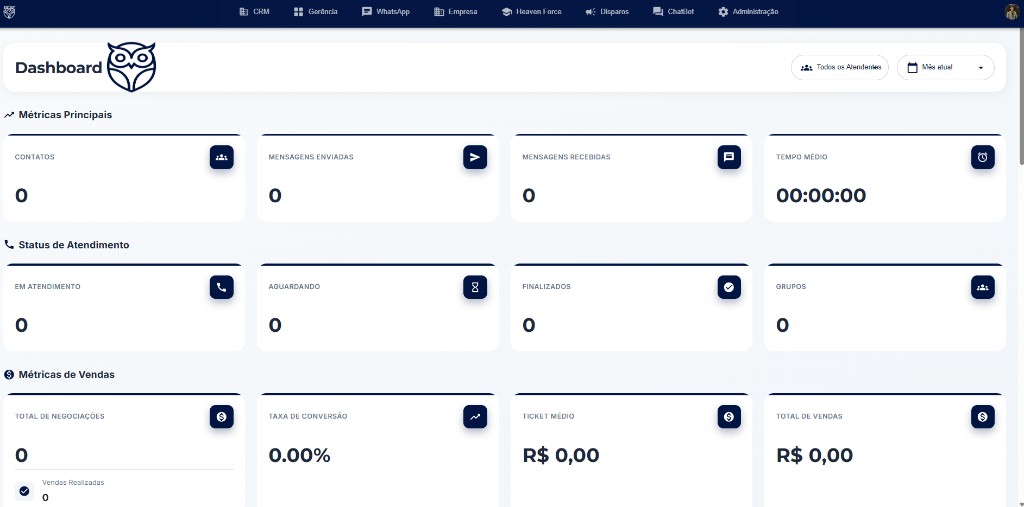 CRM
Gerência
WhatsApp
Empresa
Heaven Force
Disparos
ChatBot
Administração
Dashboard
Todos os Atendentes
Mês atual
Métricas Principais
CONTATOS
MENSAGENS ENVIADAS
MENSAGENS RECEBIDAS
TEMPO MÉDIO
0
0
0
00:00:00
Status de Atendimento
EM ATENDIMENTO
AGUARDANDO
FINALIZADOS
GRUPOS
0
0
0
0
Métricas de Vendas
TOTAL DE NEGOCIAÇÕES
TAXA DE CONVERSÃO
TICKET MÉDIO
TOTAL DE VENDAS
0
0.00%
R$ 0,00
R$ 0,00
Vendas Realizadas
0